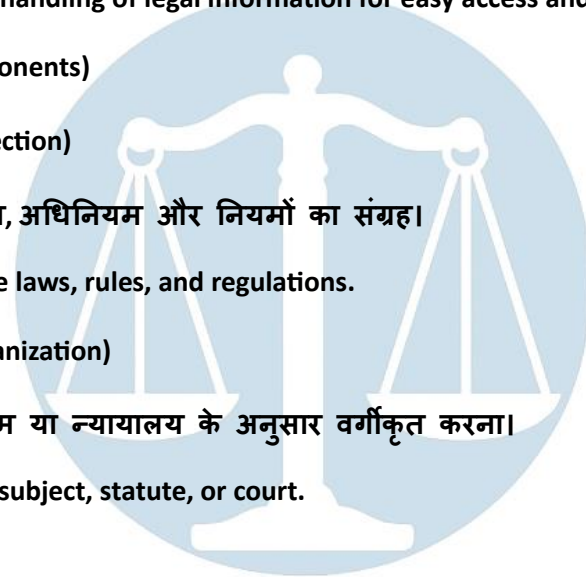 handling of legal information for easy access and
onents)
ection)
, अधिनियम और नियमों का संग्रह।
e laws, rules, and regulations.
anization)
म या न्यायालय के अनुसार वर्गीकृत करना।
subject, statute, or court.